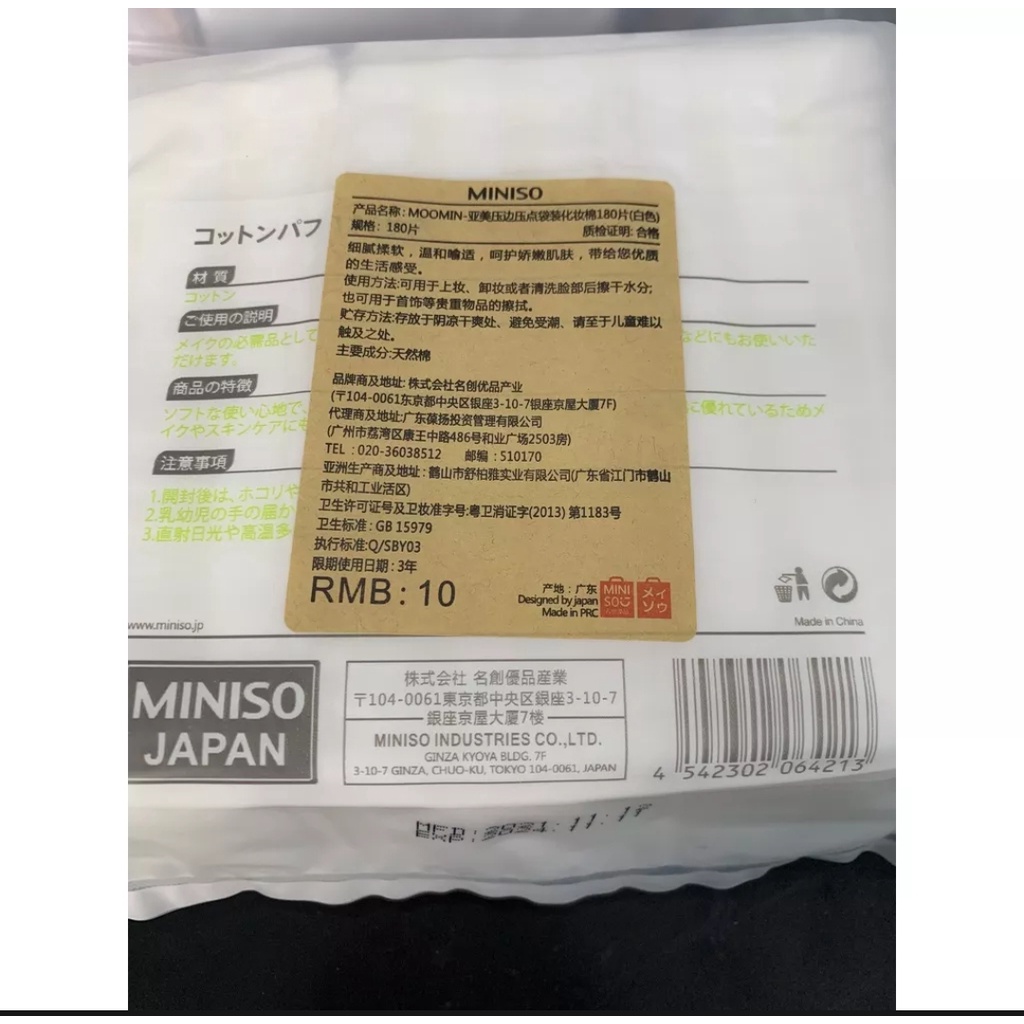 MINISO
产品名称: MOOMIN-亚美压边压点袋装化妆棉180片(白色)
规格: 180片 质检证明: 合格
细腻揉软，温和喻适，呵护娇嫩肌肤，带给您优质
的生活感受。
使用方法:可用于上妆、卸妆或者清洗脸部后擦干水分;
也可用于首饰等贵重物品的擦拭。
贮存方法:存放于阴凉干爽处、避免受潮、请至于儿童难以
触及之处。
主要成分:天然棉
品牌商及地址: 株式会社名创优品产业
(〒104-0061东京都中央区銀座3-10-7银座京屋大厦7F)
代理商及地址:广东葆扬投资管理有限公司
(广州市荔湾区康王中路486号和业广场2503房)
TEL : 020-36038512 邮编 : 510170
亚洲生产商及地址: 鹤山市舒柏雅实业有限公司(广东省江门市鹤山
市共和工业活区)
卫生许可证号及卫妆准字号:粤卫消证字(2013) 第1183号
卫生标准: GB 15979
执行标准:Q/SBY03
限期使用日期: 3年
RMB: 10
产地: 广东
Designed by japan
Made in PRC
MINI
SO
メイ
ソウ
コットンパフ
材質
コットン
ご使用の説明
メイクの必需品として
などにもお使いいた
だけます。
商品の特徴
ソフトな使い心地で、
に優れているためメ
イクやスキンケアにも
注意事項
1.開封後は、ホコリや
2.乳幼児の手の届か
3.直射日光や高温多
www.miniso.jp
Made in China
MINISO
JAPAN
株式会社 名創優品産業
〒104-0061東京都中央区銀座3-10-7
銀座京屋大厦7楼
MINISO INDUSTRIES CO.,LTD.
GINZA KYOYA BLDG. 7F
3-10-7 GINZA, CHUO-KU, TOKYO 104-0061, JAPAN
4 542302 064213